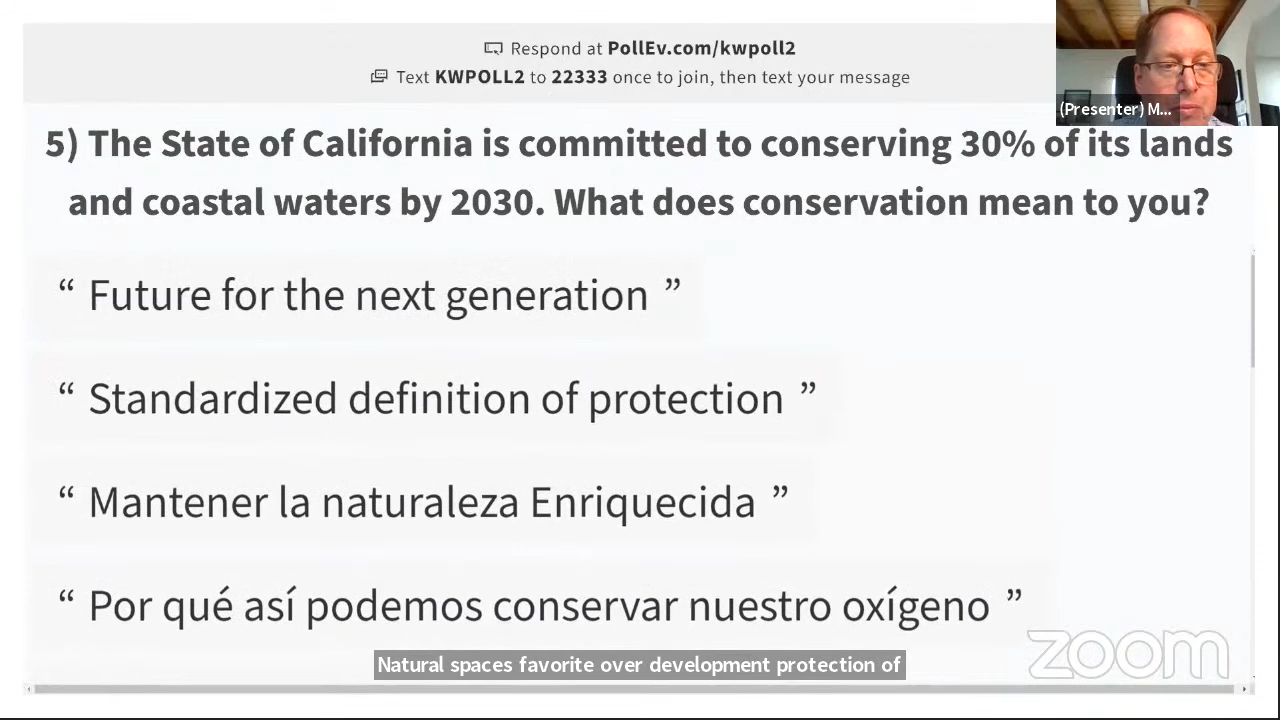 Respond at PollEv.com/kwpoll2
Text KWPOLL2 to 22333 once to join, then text your message
(Presenter) M...
5) The State of California is committed to conserving 30% of its lands
and coastal waters by 2030. What does conservation mean to you?
“ Future for the next generation ”
“ Standardized definition of protection ”
“ Mantener la naturaleza Enriquecida ”
“ Por qué así podemos conservar nuestro oxígeno ”
Natural spaces favorite over development protection of
zoom